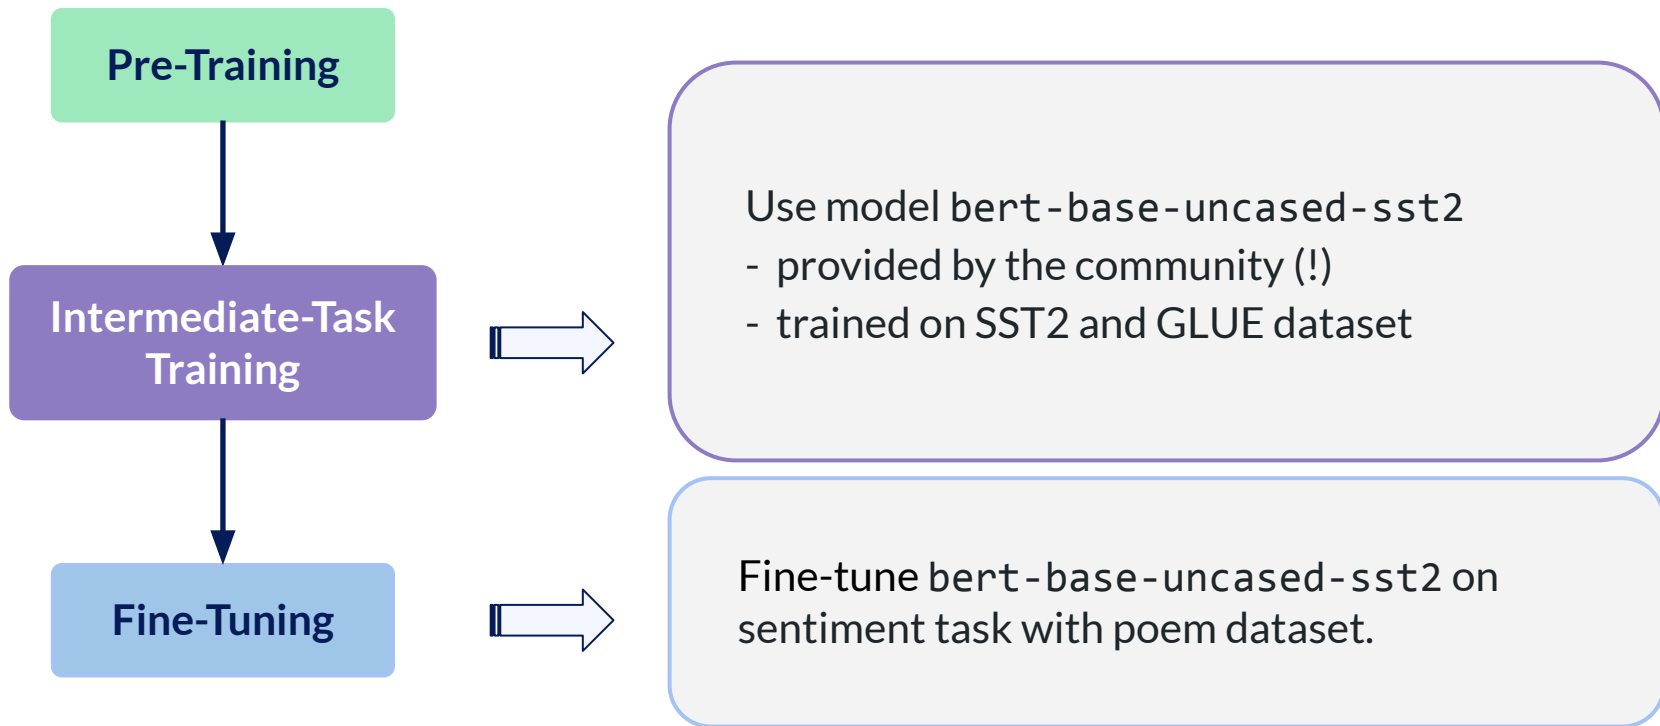 Pre-Training
Intermediate-Task
Training
Use model bert-base-uncased-sst2
- provided by the community (!)
- trained on SST2 and GLUE dataset
Fine-Tuning
Fine-tune bert-base-uncased-sst2 on
sentiment task with poem dataset.